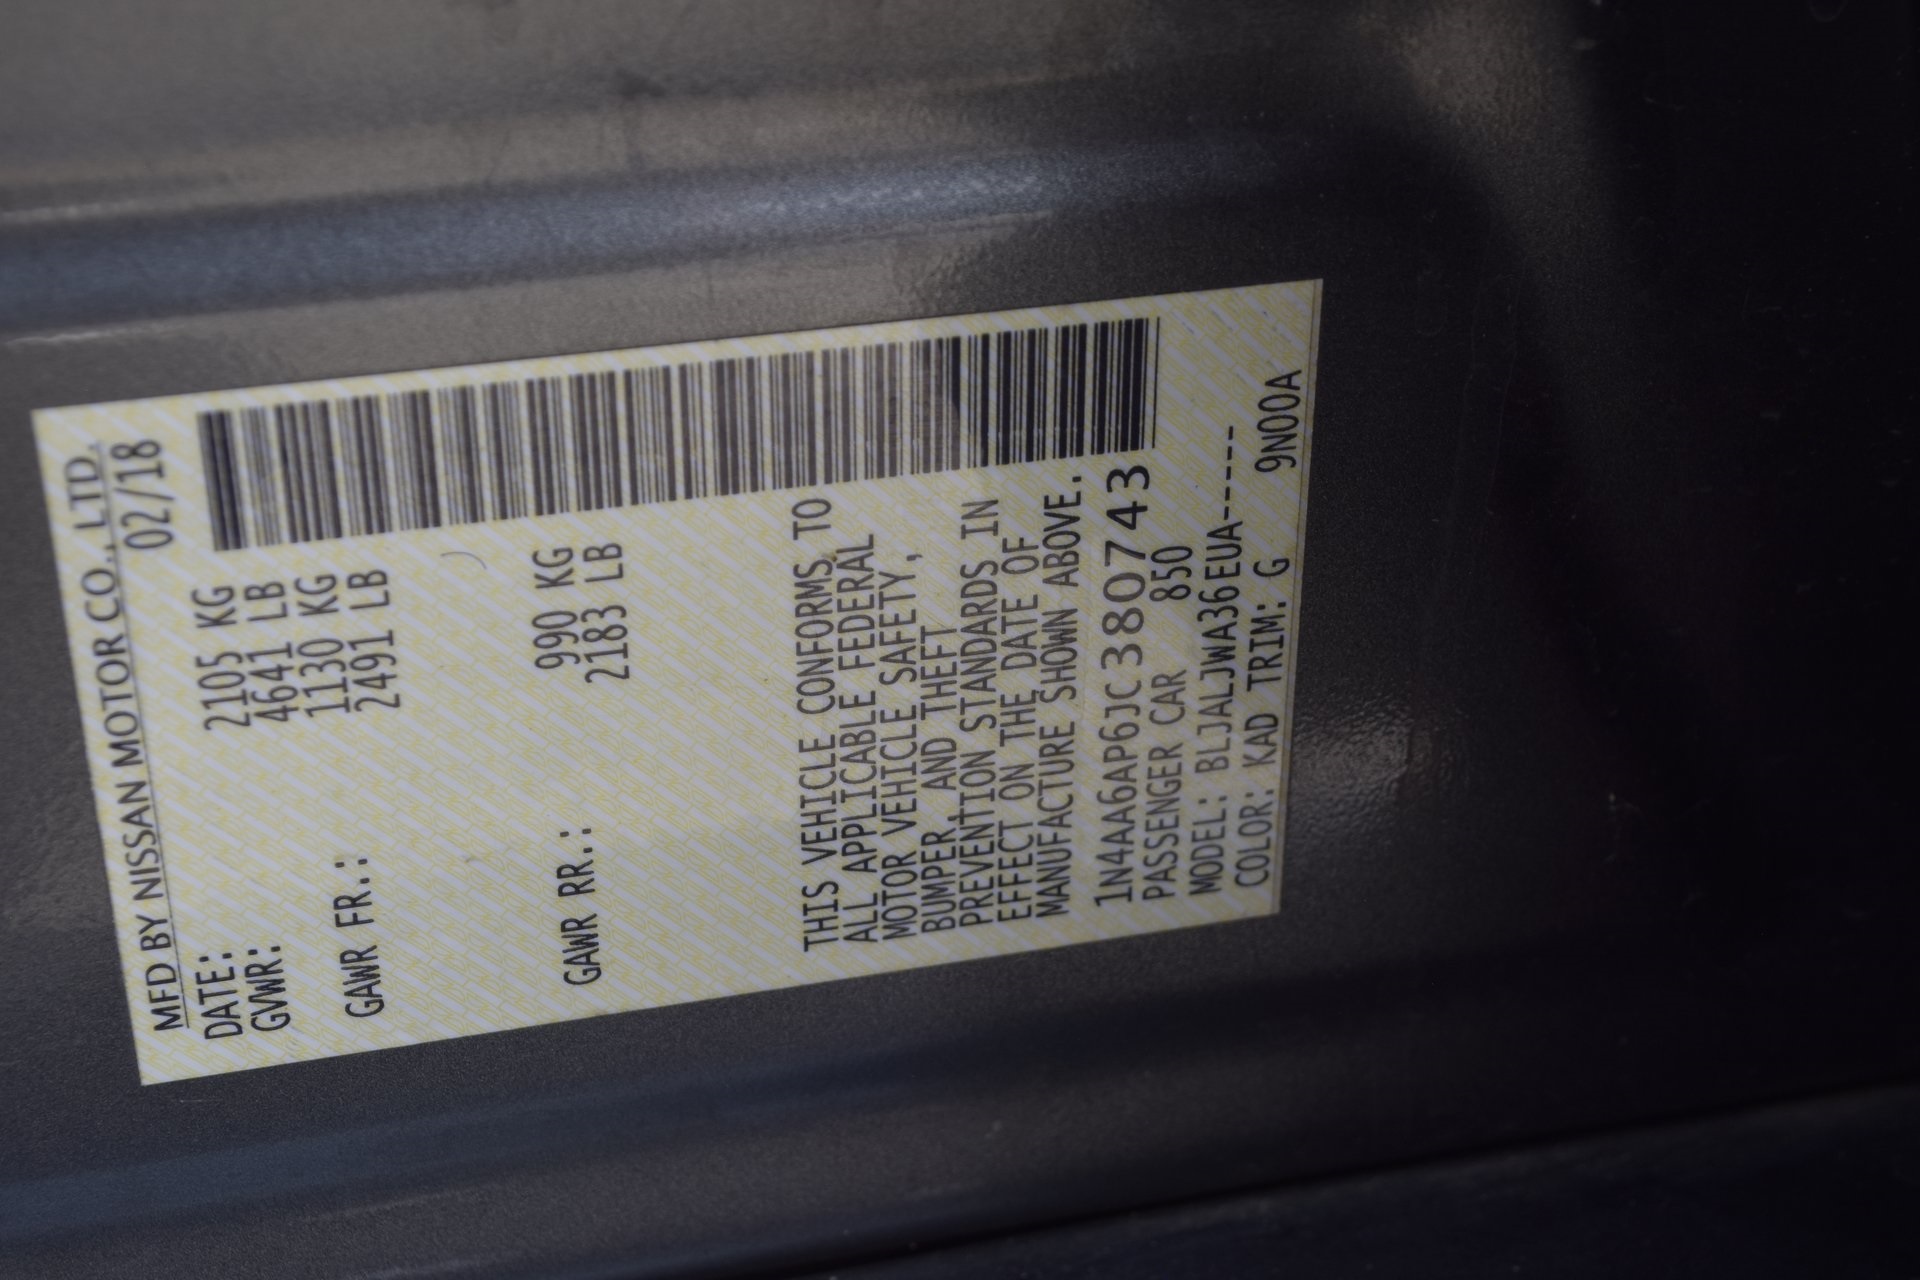 MFD BY NISSAN MOTOR CO., LTD.
DATE: 02/18
GVWR: 2105 KG
4641 LB
GAWR FR.: 1130 KG
2491 LB
GAWR RR.: 990 KG
2183 LB
THIS VEHICLE CONFORMS TO
ALL APPLICABLE FEDERAL
MOTOR VEHICLE SAFETY,
BUMPER, AND THEFT
PREVENTION STANDARDS IN
EFFECT ON THE DATE OF
MANUFACTURE SHOWN ABOVE.
1N4AA6AP6JC380743
PASSENGER CAR 850
MODEL: BLJALJWA36EUA-----
COLOR: KAD TRIM: G 9N00A